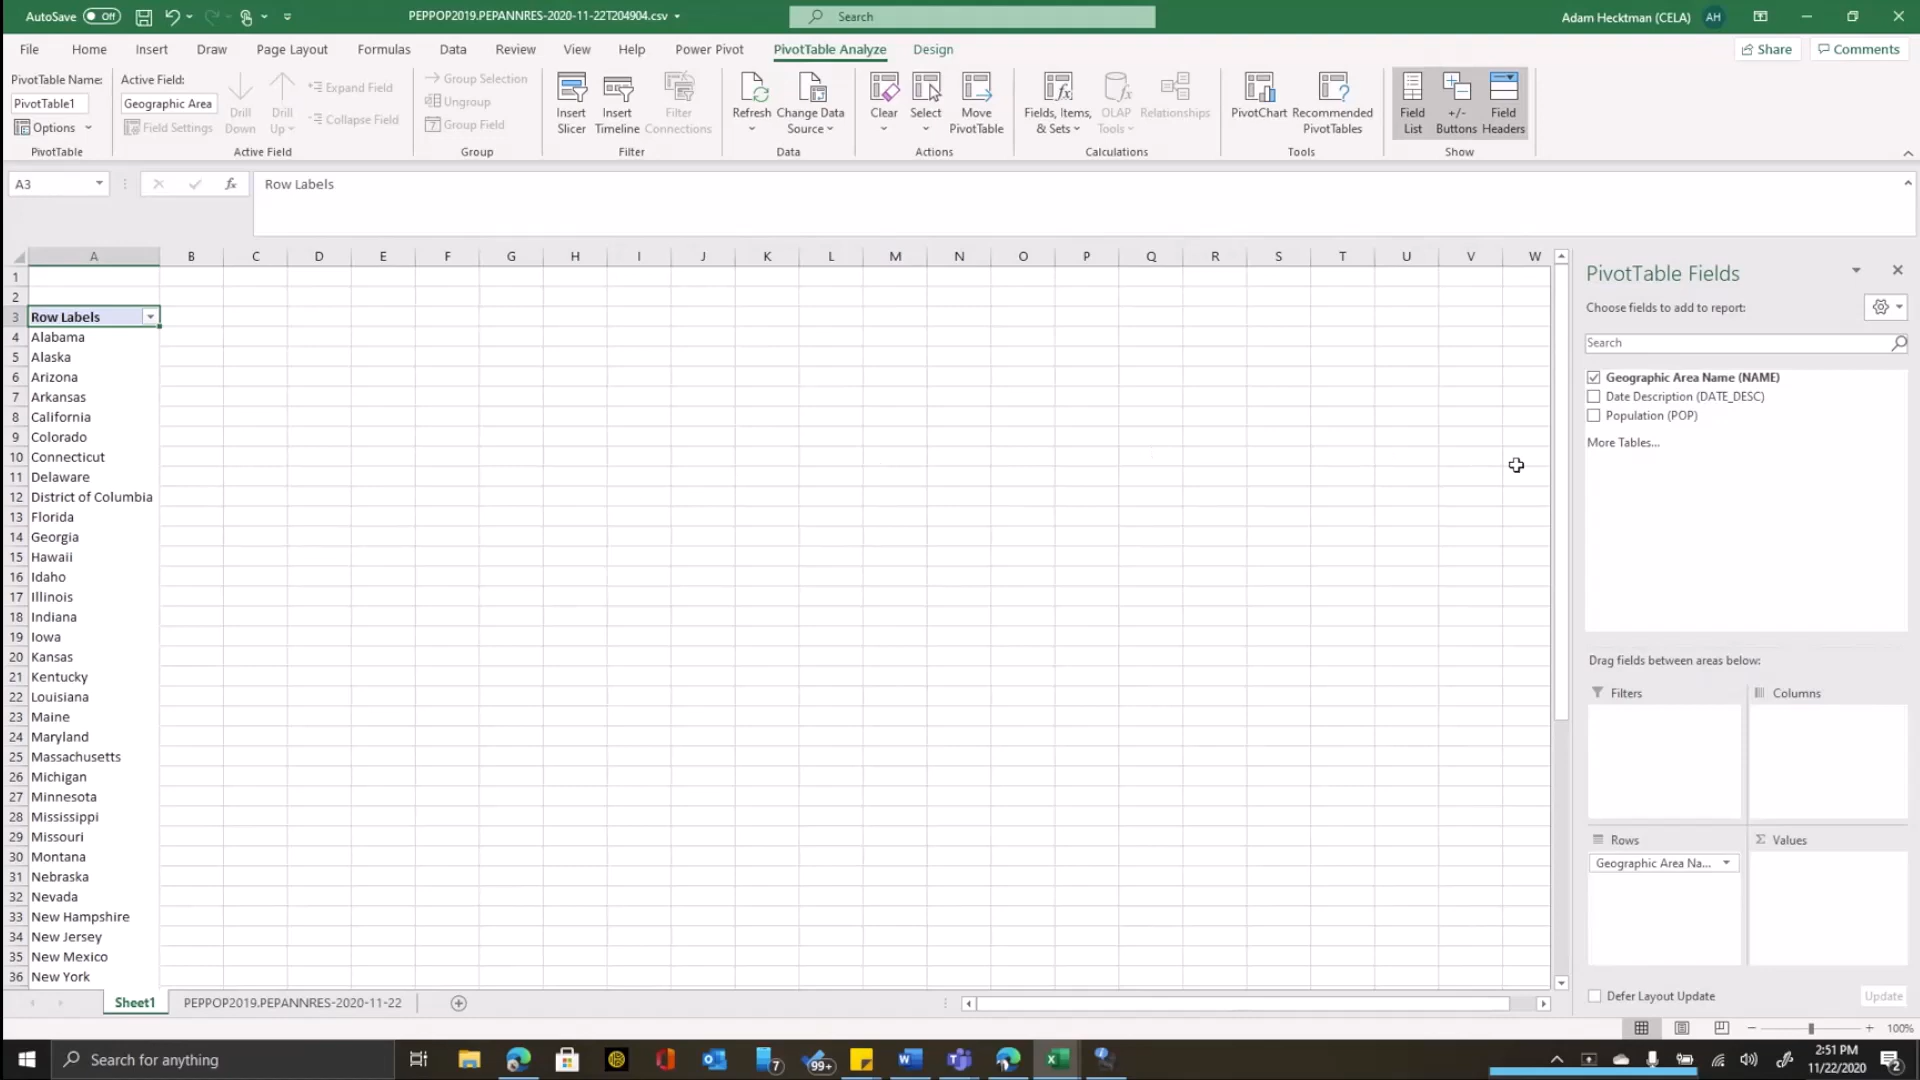 AutoSave Off PEPPOP2019.PEPANNRES-2020-11-22T204904.csv Search Adam Hecktman (CELA) AH
File Home Insert Draw Page Layout Formulas Data Review View Help Power Pivot PivotTable Analyze Design Share Comments
PivotTable Name:
PivotTable1
Options
PivotTable
Active Field:
Geographic Area
Field Settings
Drill Down
Drill Up
Expand Field
Collapse Field
Active Field
Group Selection
Ungroup
Group Field
Group
Insert Slicer
Insert Timeline
Filter Connections
Filter
Refresh
Change Data Source
Data
Clear
Select
Move PivotTable
Actions
Fields, Items, & Sets
OLAP Tools
Relationships
Calculations
PivotChart
Recommended PivotTables
Tools
Field List
+/- Buttons
Field Headers
Show
A3 fx Row Labels
A B C D E F G H I J K L M N O P Q R S T U V W
1
2
3 Row Labels
4 Alabama
5 Alaska
6 Arizona
7 Arkansas
8 California
9 Colorado
10 Connecticut
11 Delaware
12 District of Columbia
13 Florida
14 Georgia
15 Hawaii
16 Idaho
17 Illinois
18 Indiana
19 Iowa
20 Kansas
21 Kentucky
22 Louisiana
23 Maine
24 Maryland
25 Massachusetts
26 Michigan
27 Minnesota
28 Mississippi
29 Missouri
30 Montana
31 Nebraska
32 Nevada
33 New Hampshire
34 New Jersey
35 New Mexico
36 New York
PivotTable Fields
Choose fields to add to report:
Search
Geographic Area Name (NAME)
Date Description (DATE_DESC)
Population (POP)
More Tables...
Drag fields between areas below:
Filters
Columns
Rows
Σ Values
Geographic Area Na...
Defer Layout Update Update
Sheet1 PEPPOP2019.PEPANNRES-2020-11-22
100%
Search for anything
7
99+
2:51 PM
11/22/2020
2